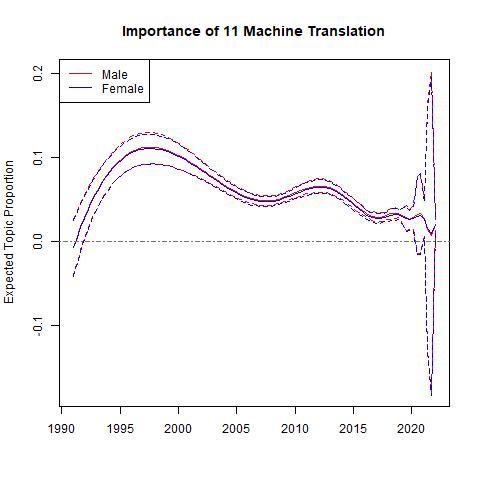 Importance of 11 Machine Translation
Male
Female
Expected Topic Proportion
0.2
0.1
0.0
-0.1
1990 1995 2000 2005 2010 2015 2020